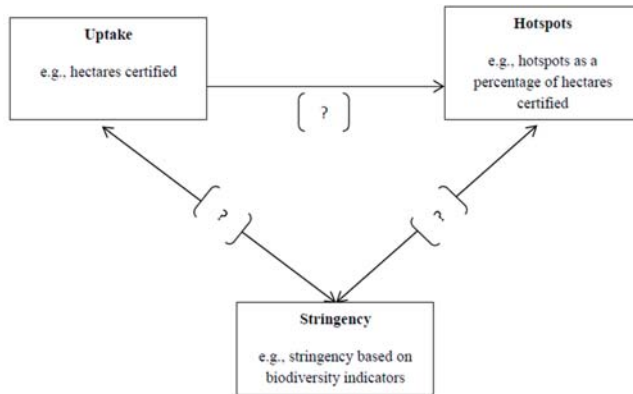 Uptake
e.g., hectares certified
Hotspots
e.g., hotspots as a
percentage of hectares
certified
?
?
?
Stringency
e.g., stringency based on
biodiversity indicators